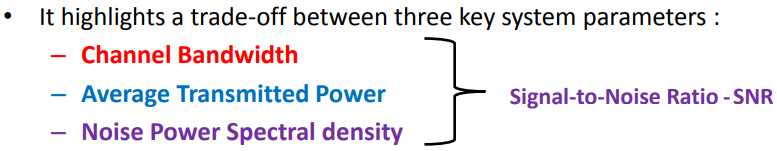 • It highlights a trade-off between three key system parameters :
– Channel Bandwidth
– Average Transmitted Power
– Noise Power Spectral density
Signal-to-Noise Ratio - SNR